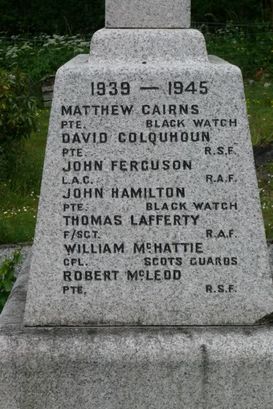 1939 — 1945
MATTHEW CAIRNS
PTE. BLACK WATCH
DAVID COLQUHOUN
PTE. R.S.F.
JOHN FERGUSON
L.A.C. R.A.F.
JOHN HAMILTON
PTE. BLACK WATCH
THOMAS LAFFERTY
F/SGT. R.A.F.
WILLIAM McHATTIE
CPL. SCOTS GUARDS
ROBERT McLEOD
PTE. R.S.F.